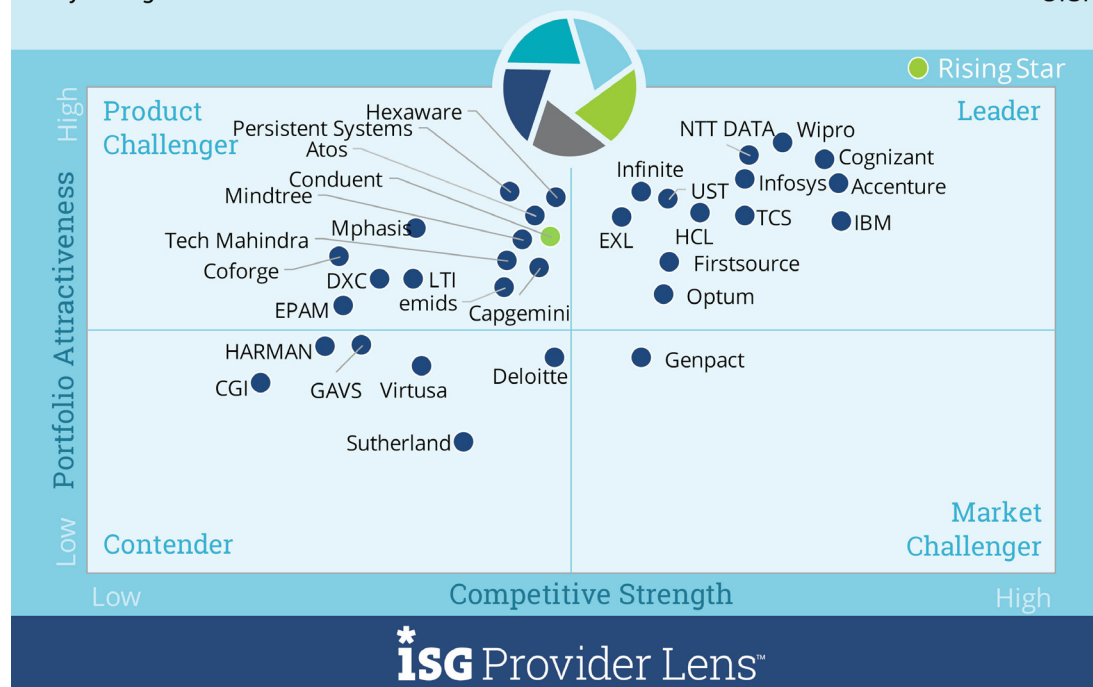 Rising Star
High
Product
Challenger
Leader
Hexaware
Persistent Systems
Atos
Conduent
Mindtree
Mphasis
Tech Mahindra
Coforge
DXC
LTI
emids
Capgemini
EPAM
NTT DATA
Wipro
Cognizant
Infinite
UST
Infosys
Accenture
EXL
HCL
TCS
IBM
Firstsource
Optum
Portfolio Attractiveness
HARMAN
CGI
GAVS
Virtusa
Deloitte
Genpact
Sutherland
Low
Contender
Market
Challenger
Low
Competitive Strength
High
*ISG Provider Lens™